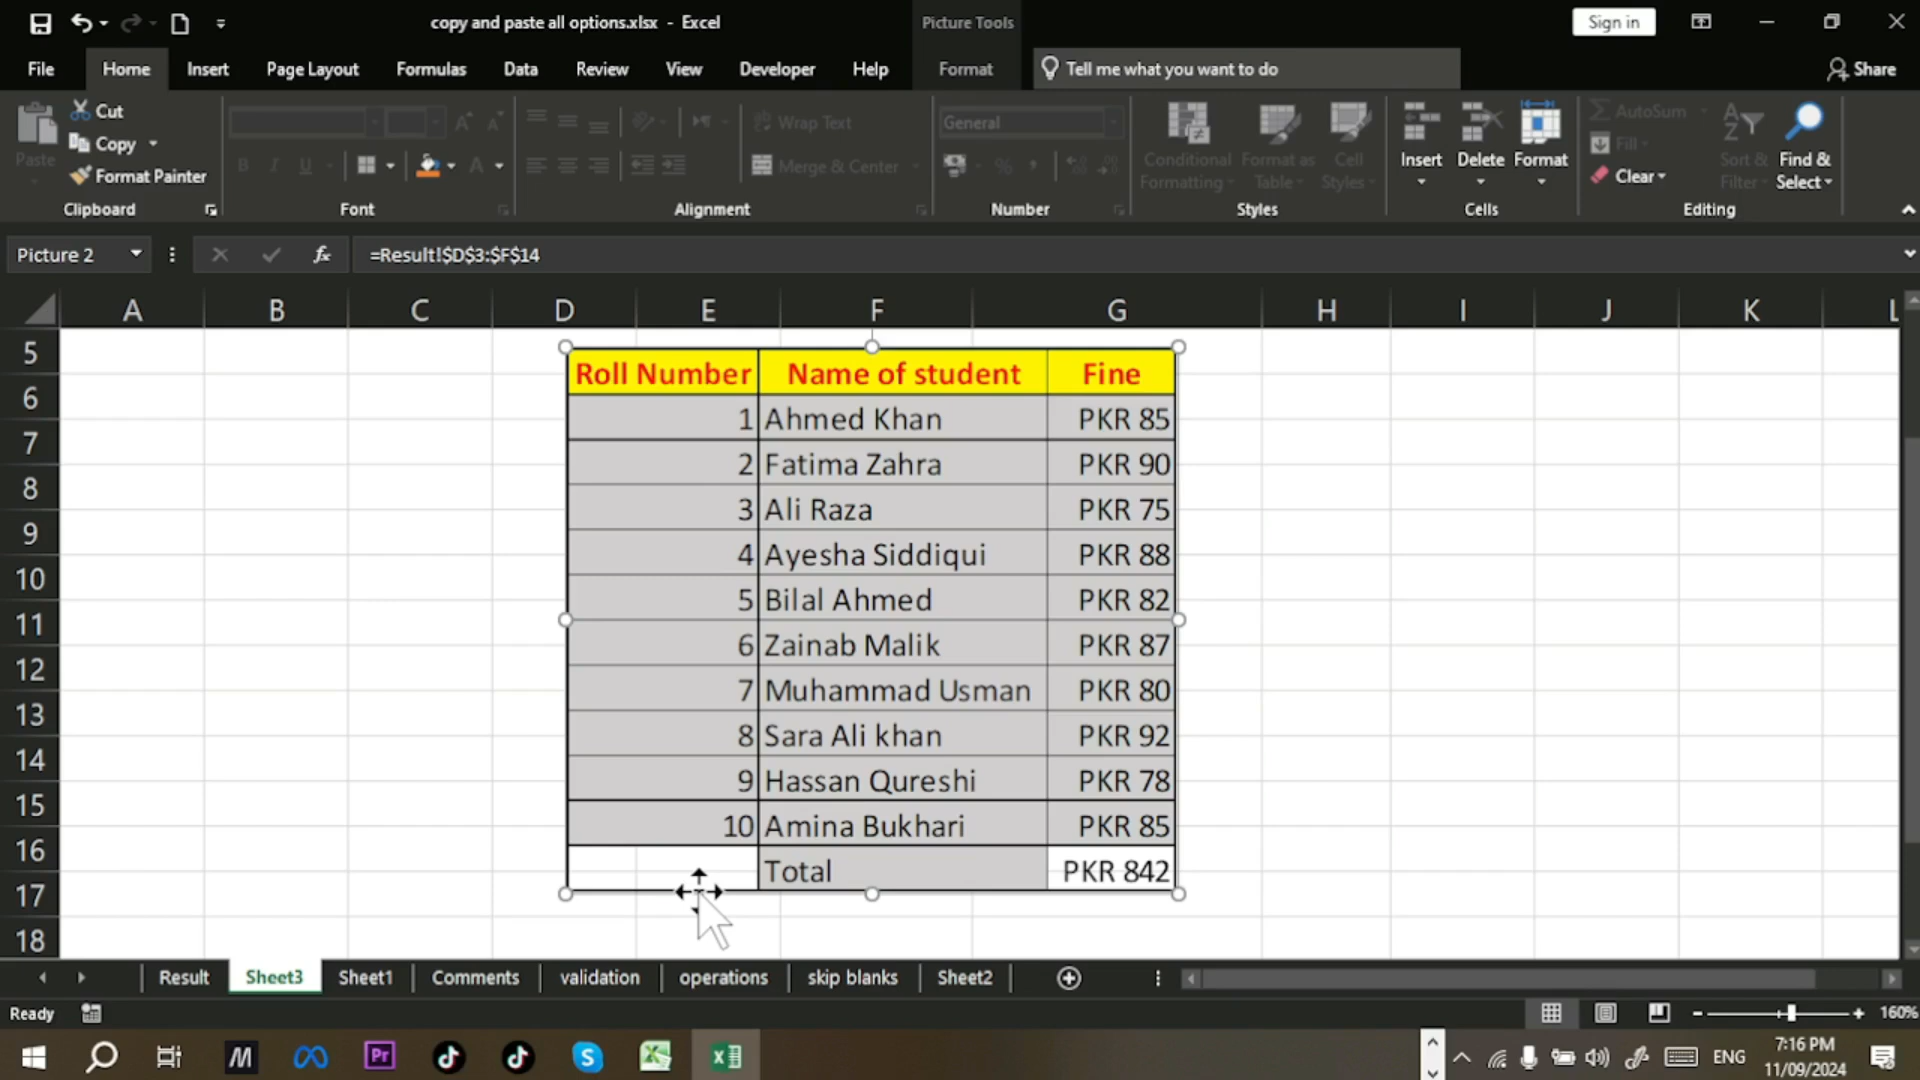 copy and paste all options.xlsx - Excel
Picture Tools
Sign in
File Home Insert Page Layout Formulas Data Review View Developer Help Format Tell me what you want to do Share
Paste
Cut
Copy
Format Painter
Clipboard
Font
Wrap Text
Merge & Center
Alignment
General
Number
Conditional Formatting
Format as Table
Cell Styles
Styles
Insert
Delete
Format
Cells
AutoSum
Fill
Clear
Sort & Filter
Find & Select
Editing
Picture 2 fx =Result!$D$3:$F$14
A B C D E F G H I J K L
5
6
7
8
9
10
11
12
13
14
15
16
17
18
Roll Number Name of student Fine
1 Ahmed Khan PKR 85
2 Fatima Zahra PKR 90
3 Ali Raza PKR 75
4 Ayesha Siddiqui PKR 88
5 Bilal Ahmed PKR 82
6 Zainab Malik PKR 87
7 Muhammad Usman PKR 80
8 Sara Ali khan PKR 92
9 Hassan Qureshi PKR 78
10 Amina Bukhari PKR 85
Total PKR 842
Result Sheet3 Sheet1 Comments validation operations skip blanks Sheet2
Ready 160%
ENG
7:16 PM
11/09/2024